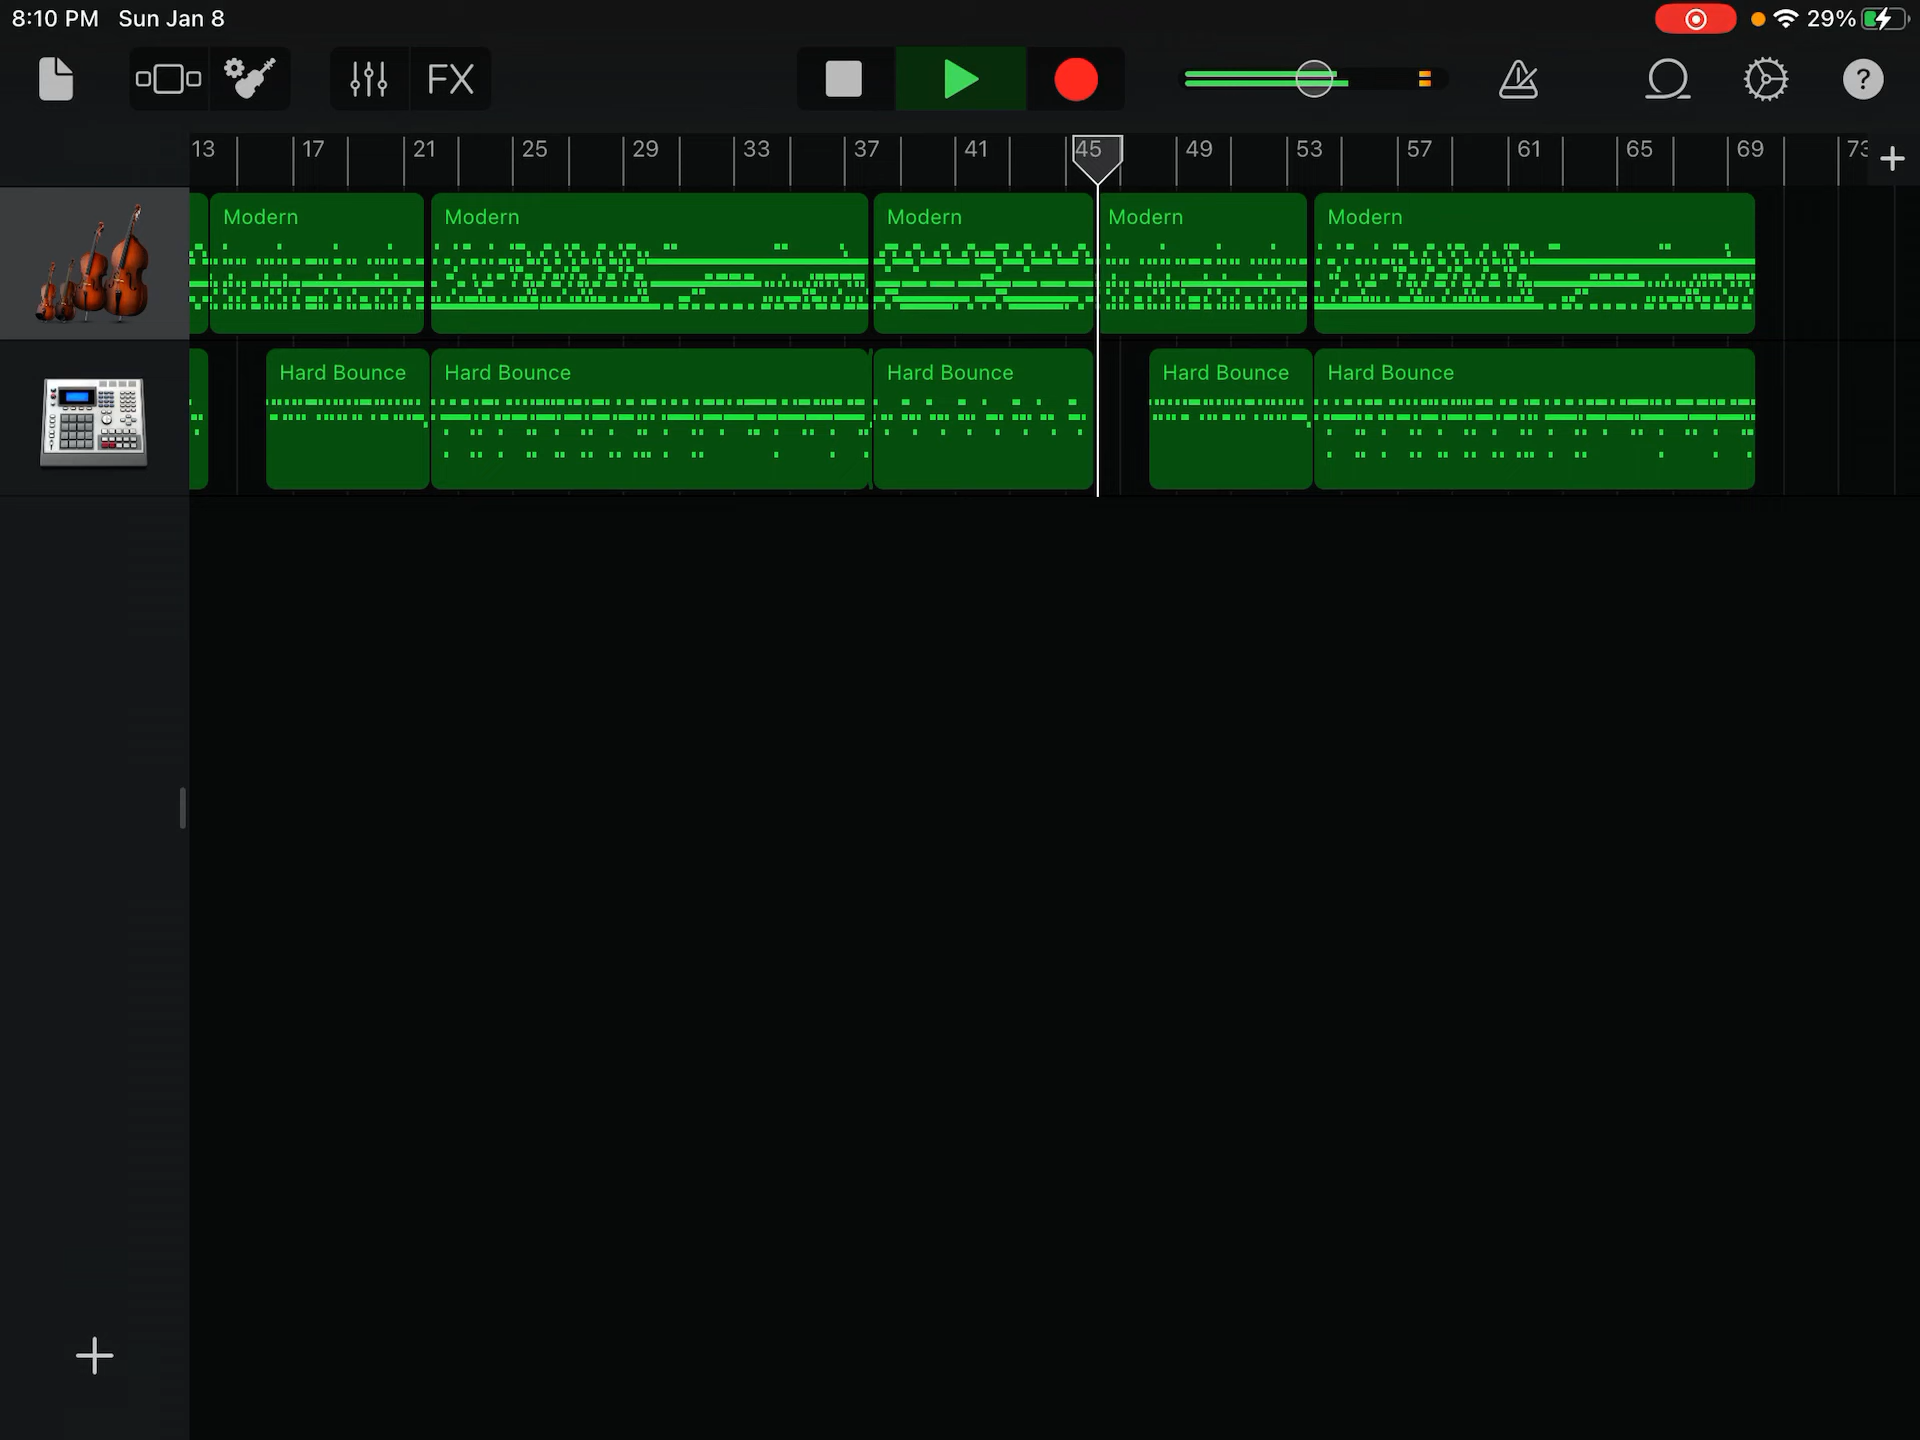 8:10 PM Sun Jan 8 29%
FX ?
13 17 21 25 29 33 37 41 45 49 53 57 61 65 69 73
Modern Modern Modern Modern Modern
Hard Bounce Hard Bounce Hard Bounce Hard Bounce Hard Bounce